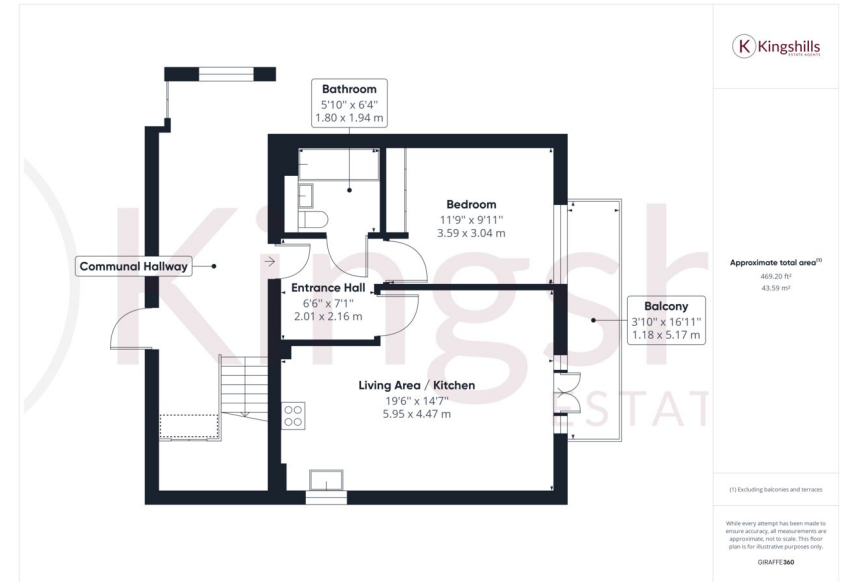 K Kingshills
ESTATE AGENTS
Bathroom
5'10" x 6'4"
1.80 x 1.94 m
Bedroom
11'9" x 9'11"
3.59 x 3.04 m
Communal Hallway
Entrance Hall
6'6" x 7'1"
2.01 x 2.16 m
Balcony
3'10" x 16'11"
1.18 x 5.17 m
Living Area / Kitchen
19'6" x 14'7"
5.95 x 4.47 m
Kingsh
ESTAT
Approximate total area(1)
469.20 ft²
43.59 m²
(1) Excluding balconies and terraces
While every attempt has been made to
ensure accuracy, all measurements are
approximate, not to scale. This floor
plan is for illustrative purposes only.
GIRAFFE360